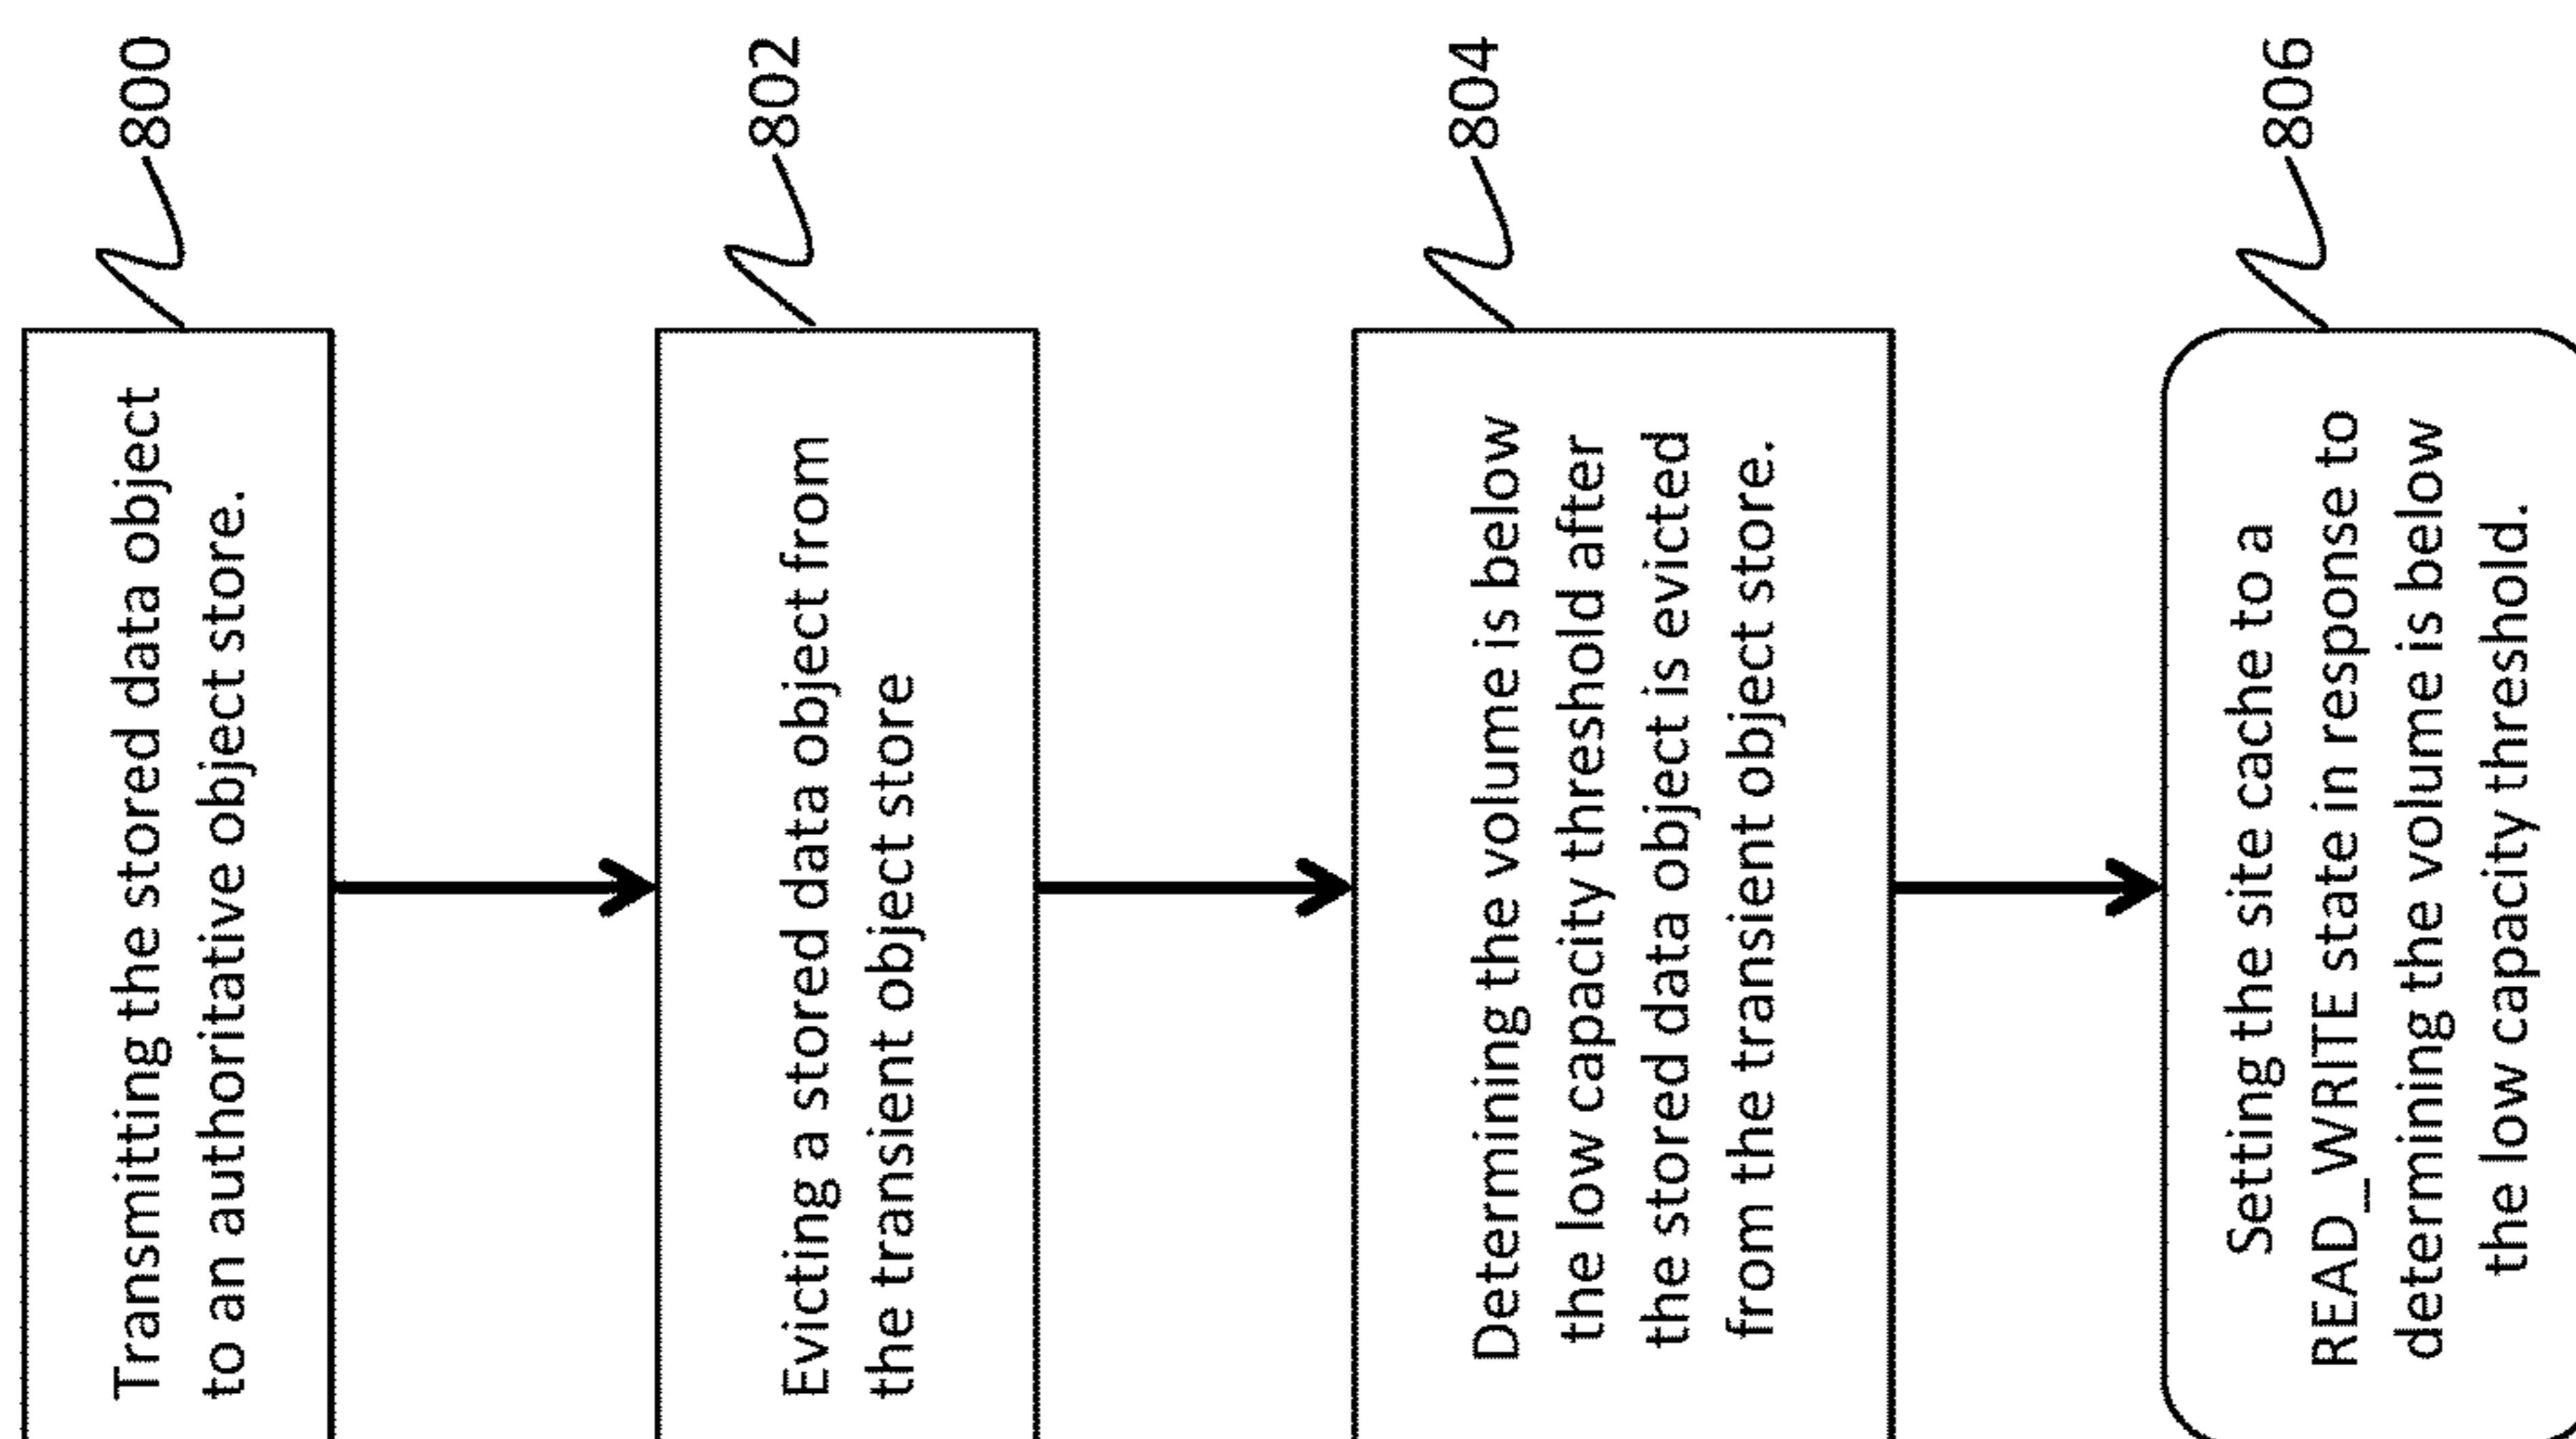 Transmitting the stored data object
to an authoritative object store.
800
Evicting a stored data object from
the transient object store
802
Determining the volume is below
the low capacity threshold after
the stored data object is evicted
from the transient object store.
804
Setting the site cache to a
READ_WRITE state in response to
determining the volume is below
the low capacity threshold.
806